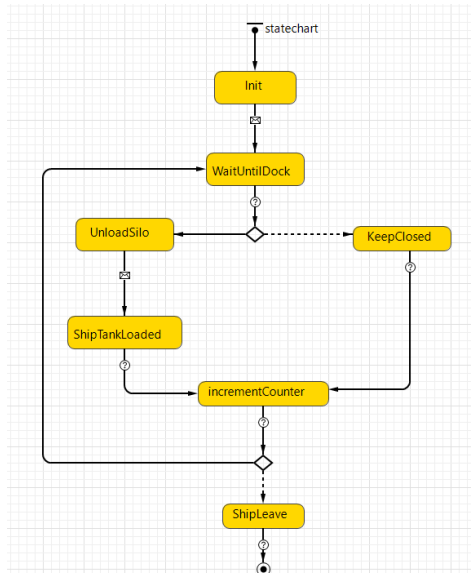 statechart
Init
WaitUntilDock
UnloadSilo
KeepClosed
ShipTankLoaded
incrementCounter
ShipLeave